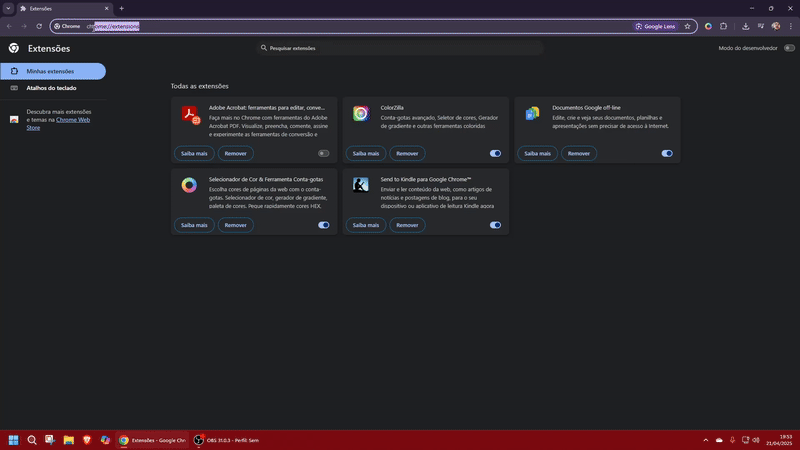 Extensões
Chrome
chrome://extensions
Google Lens
Extensões
Pesquisar extensões
Modo do desenvolvedor
Minhas extensões
Atalhos do teclado
Descubra mais extensões
e temas na Chrome Web
Store
Todas as extensões
Adobe Acrobat: ferramentas para editar, conve...
Faça mais no Chrome com ferramentas do Adobe
Acrobat PDF. Visualize, preencha, comente, assine
e experimente as ferramentas de conversão e
Saiba mais
Remover
ColorZilla
Conta-gotas avançado, Seletor de cores, Gerador
de gradiente e outras ferramentas coloridas
Saiba mais
Remover
Documentos Google off-line
Edite, crie e veja seus documentos, planilhas e
apresentações sem precisar de acesso à Internet.
Saiba mais
Remover
Selecionador de Cor & Ferramenta Conta-gotas
Escolha cores de páginas da web com o conta-
gotas. Selecionador de cor, gerador de gradiente,
paleta de cores. Pegue rapidamente cores HEX,
Saiba mais
Remover
Send to Kindle para Google Chrome™
Enviar e ler conteúdo da web, como artigos de
notícias e postagens de blog, para o seu
dispositivo ou aplicativo de leitura Kindle agora
Saiba mais
Remover
Extensões - Google Chr
OBS 31.0.3 - Perfil: Sem
19:53
21/04/2025